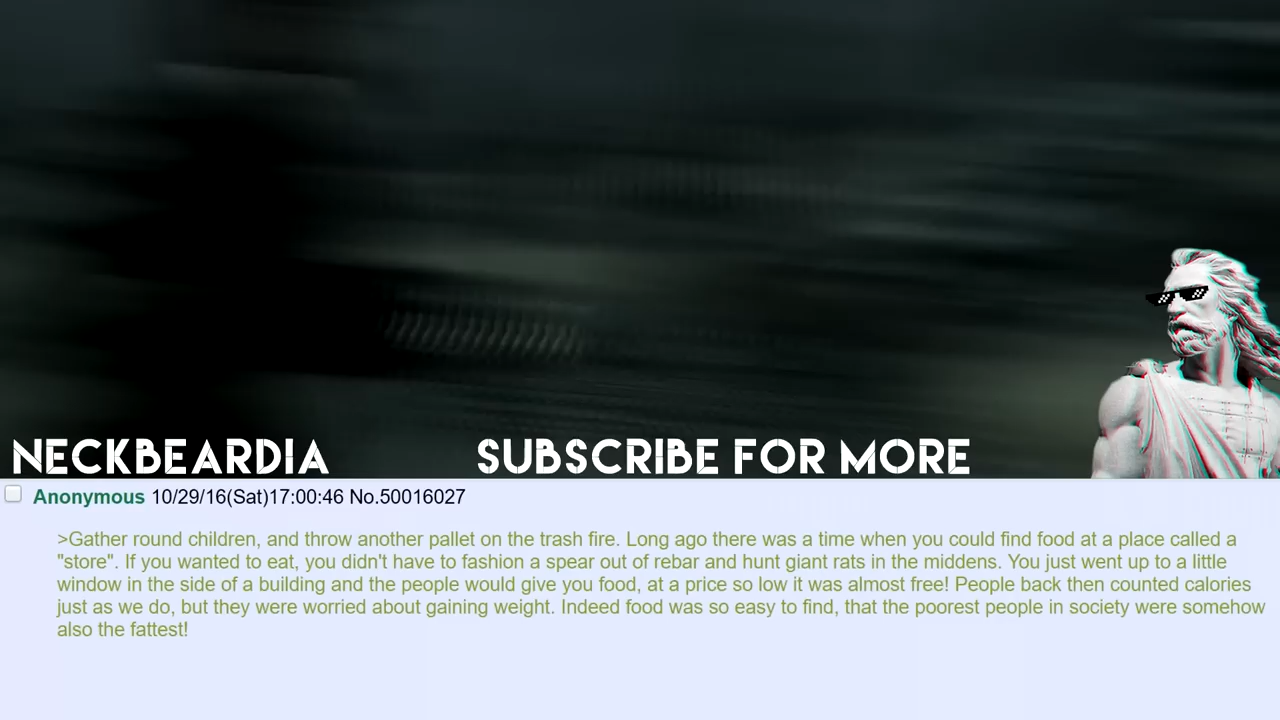 NECKBEARDIA
SUBSCRIBE FOR MORE
Anonymous 10/29/16(Sat)17:00:46 No.50016027
>Gather round children, and throw another pallet on the trash fire. Long ago there was a time when you could find food at a place called a
"store". If you wanted to eat, you didn't have to fashion a spear out of rebar and hunt giant rats in the middens. You just went up to a little
window in the side of a building and the people would give you food, at a price so low it was almost free! People back then counted calories
just as we do, but they were worried about gaining weight. Indeed food was so easy to find, that the poorest people in society were somehow
also the fattest!